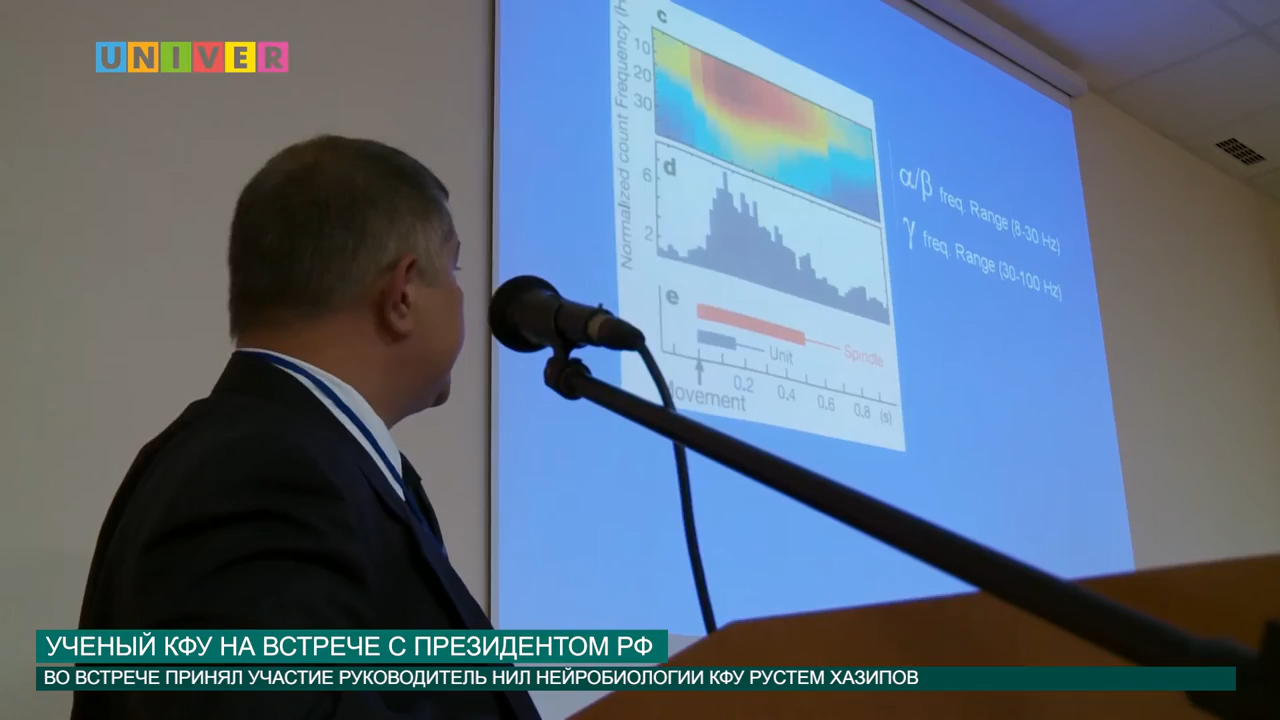 UNIVER
c
Normalized count Frequency (H
10
20
30
d
6
2
e
Unit
Spindle
Movement
0.2 0.4 0.6 0.8 (s)
α/β freq. Range (8-30 Hz)
γ freq. Range (30-100 Hz)
УЧЕНЫЙ КФУ НА ВСТРЕЧЕ С ПРЕЗИДЕНТОМ РФ
ВО ВСТРЕЧЕ ПРИНЯЛ УЧАСТИЕ РУКОВОДИТЕЛЬ НИЛ НЕЙРОБИОЛОГИИ КФУ РУСТЕМ ХАЗИПОВ